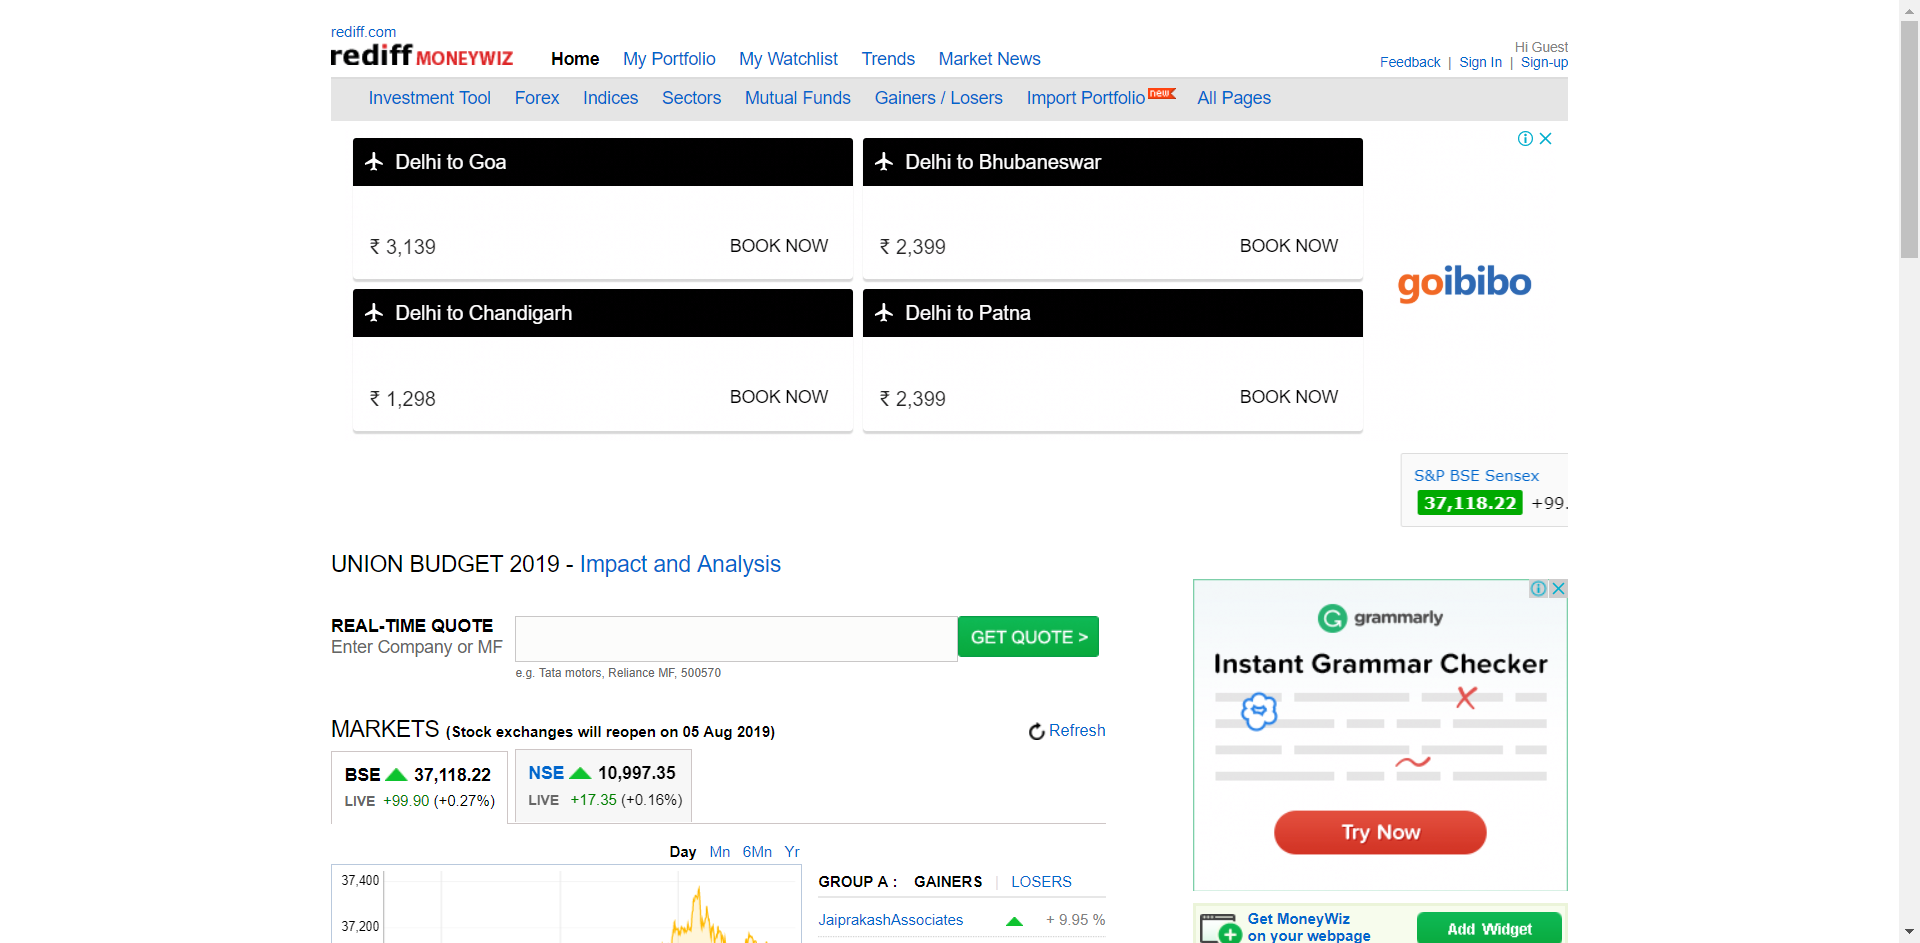 rediff.com
rediff MONEYWIZ
Home My Portfolio My Watchlist Trends Market News
Hi Guest
Feedback | Sign In | Sign-up
Investment Tool Forex Indices Sectors Mutual Funds Gainers / Losers Import Portfolio new All Pages
Delhi to Goa
₹ 3,139 BOOK NOW
Delhi to Bhubaneswar
₹ 2,399 BOOK NOW
Delhi to Chandigarh
₹ 1,298 BOOK NOW
Delhi to Patna
₹ 2,399 BOOK NOW
goibibo
S&P BSE Sensex
37,118.22 +99.
UNION BUDGET 2019 - Impact and Analysis
REAL-TIME QUOTE
Enter Company or MF
GET QUOTE >
e.g. Tata motors, Reliance MF, 500570
MARKETS (Stock exchanges will reopen on 05 Aug 2019)
Refresh
BSE 37,118.22
LIVE +99.90 (+0.27%)
NSE 10,997.35
LIVE +17.35 (+0.16%)
Day Mn 6Mn Yr
37,400
37,200
GROUP A : GAINERS | LOSERS
JaiprakashAssociates + 9.95 %
grammarly
Instant Grammar Checker
Try Now
Get MoneyWiz
on your webpage
Add Widget